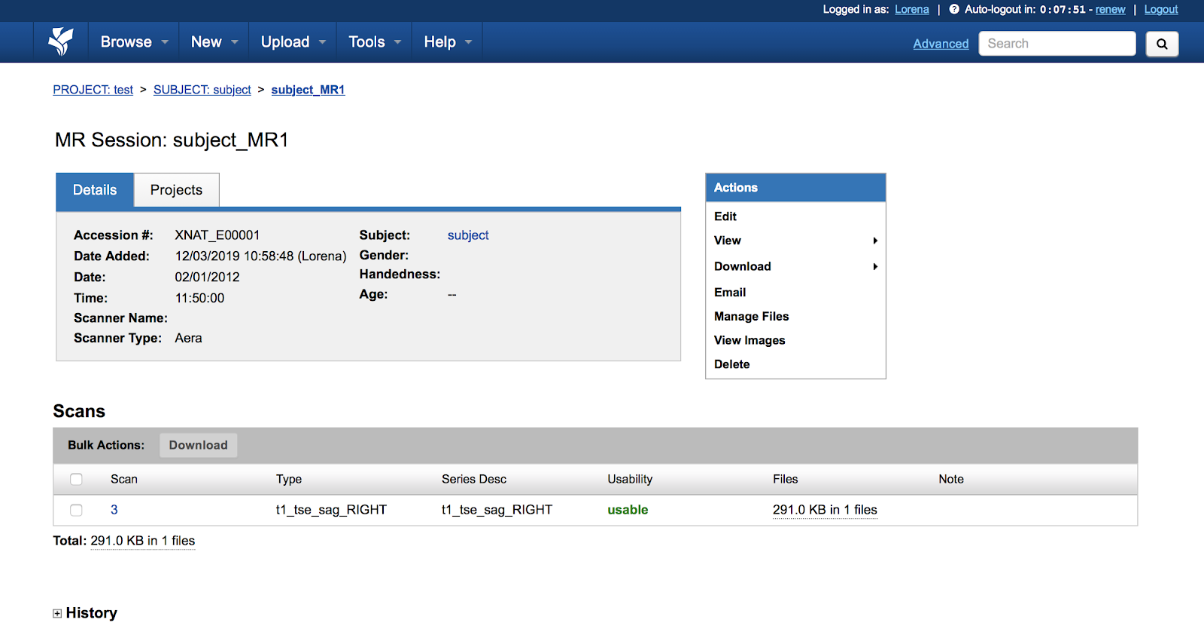 Logged in as: Lorena | Auto-logout in: 0:07:51 - renew | Logout
Browse New Upload Tools Help Advanced Search
PROJECT: test > SUBJECT: subject > subject_MR1
MR Session: subject_MR1
Details Projects
Accession #: XNAT_E00001
Date Added: 12/03/2019 10:58:48 (Lorena)
Date: 02/01/2012
Time: 11:50:00
Scanner Name:
Scanner Type: Aera
Subject: subject
Gender:
Handedness:
Age: --
Actions
Edit
View
Download
Email
Manage Files
View Images
Delete
Scans
Bulk Actions: Download
Scan Type Series Desc Usability Files Note
3 t1_tse_sag_RIGHT t1_tse_sag_RIGHT usable 291.0 KB in 1 files
Total: 291.0 KB in 1 files
History